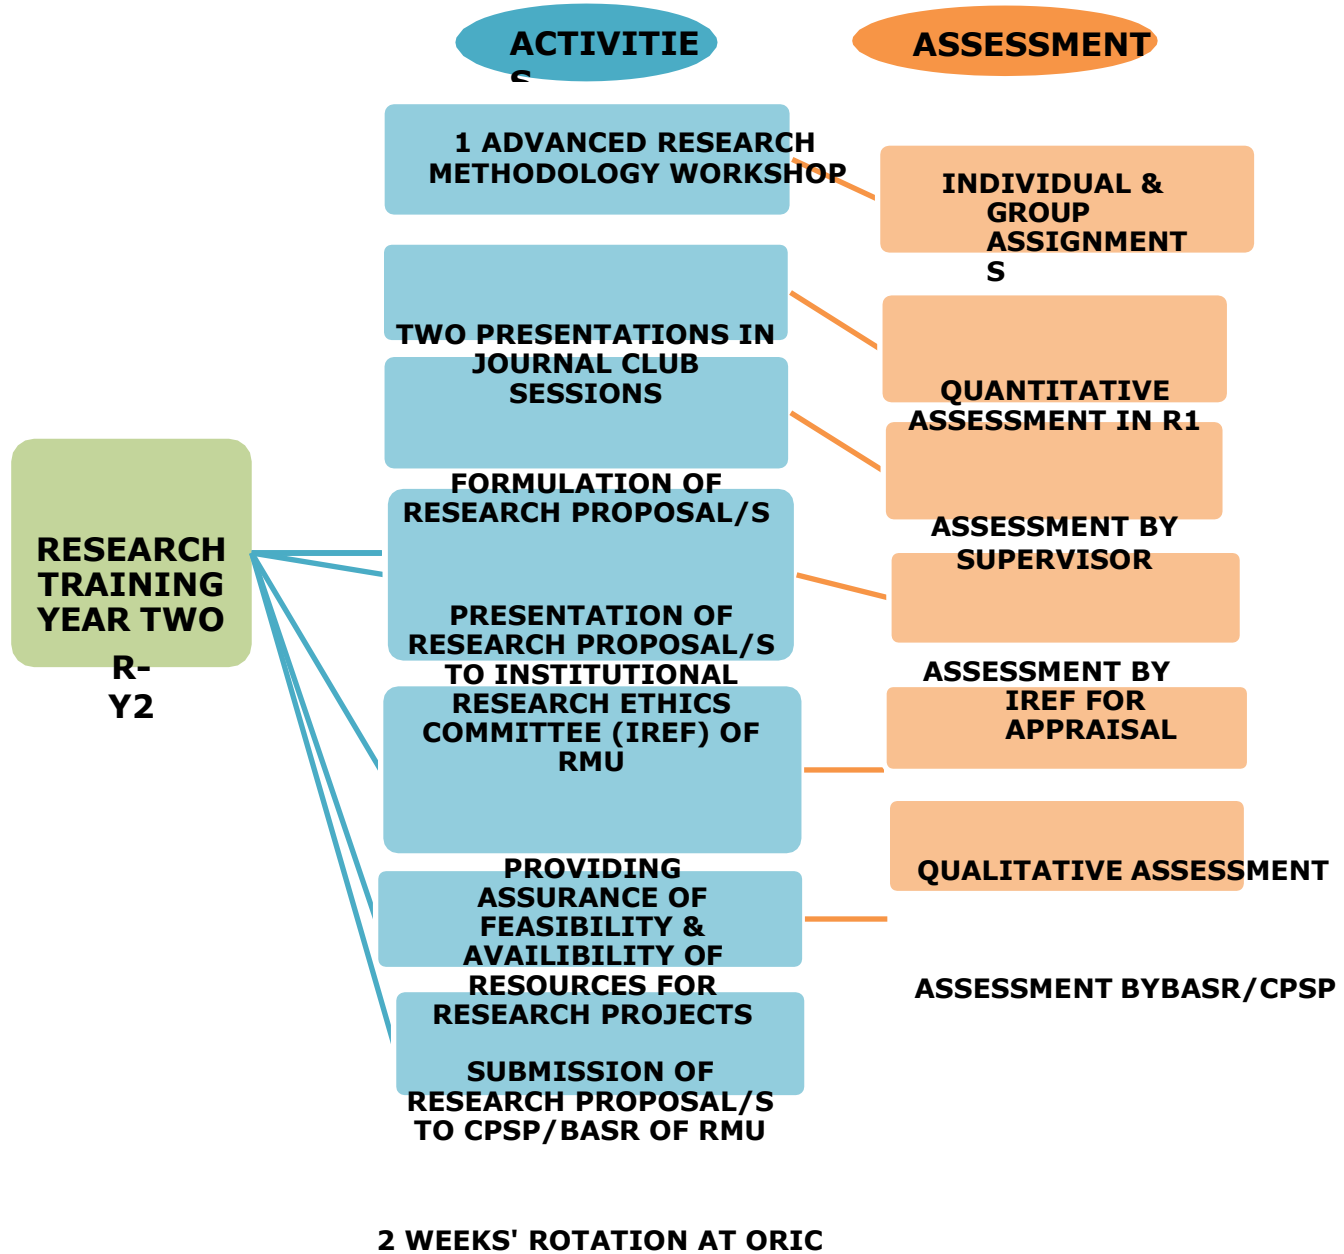 ACTIVITIE
S
ASSESSMENT
RESEARCH
TRAINING
YEAR TWO
R-
Y2
1 ADVANCED RESEARCH
METHODOLOGY WORKSHOP
TWO PRESENTATIONS IN
JOURNAL CLUB
SESSIONS
FORMULATION OF
RESEARCH PROPOSAL/S
PRESENTATION OF
RESEARCH PROPOSAL/S
TO INSTITUTIONAL
RESEARCH ETHICS
COMMITTEE (IREF) OF
RMU
PROVIDING
ASSURANCE OF
FEASIBILITY &
AVAILIBILITY OF
RESOURCES FOR
RESEARCH PROJECTS
SUBMISSION OF
RESEARCH PROPOSAL/S
TO CPSP/BASR OF RMU
2 WEEKS' ROTATION AT ORIC
INDIVIDUAL &
GROUP
ASSIGNMENT
S
QUANTITATIVE
ASSESSMENT IN R1
ASSESSMENT BY
SUPERVISOR
ASSESSMENT BY
IREF FOR
APPRAISAL
QUALITATIVE ASSESSMENT
ASSESSMENT BYBASR/CPSP